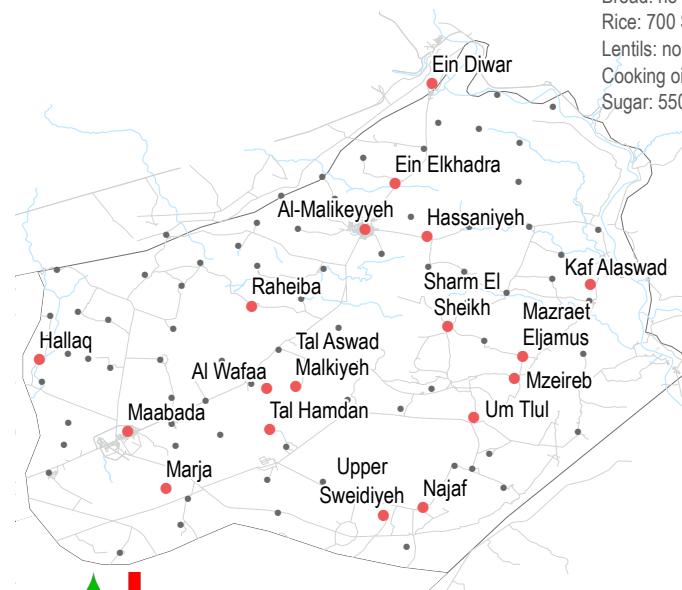 Rice: 700
Lentils: no
Cooking oi
Sugar: 550
Ein Diwar
Ein Elkhadra
Al-Malikeyyeh
Hassaniyeh
Kaf Alaswad
Sharm El
Sheikh
Raheiba
Mazraet
Eljamus
Hallaq
Tal Aswad
Malkiyeh
Al Wafaa
Mzeireb
Maabada
Tal Hamdan
Um Tlul
Marja
Upper
Sweidiyeh
Najaf